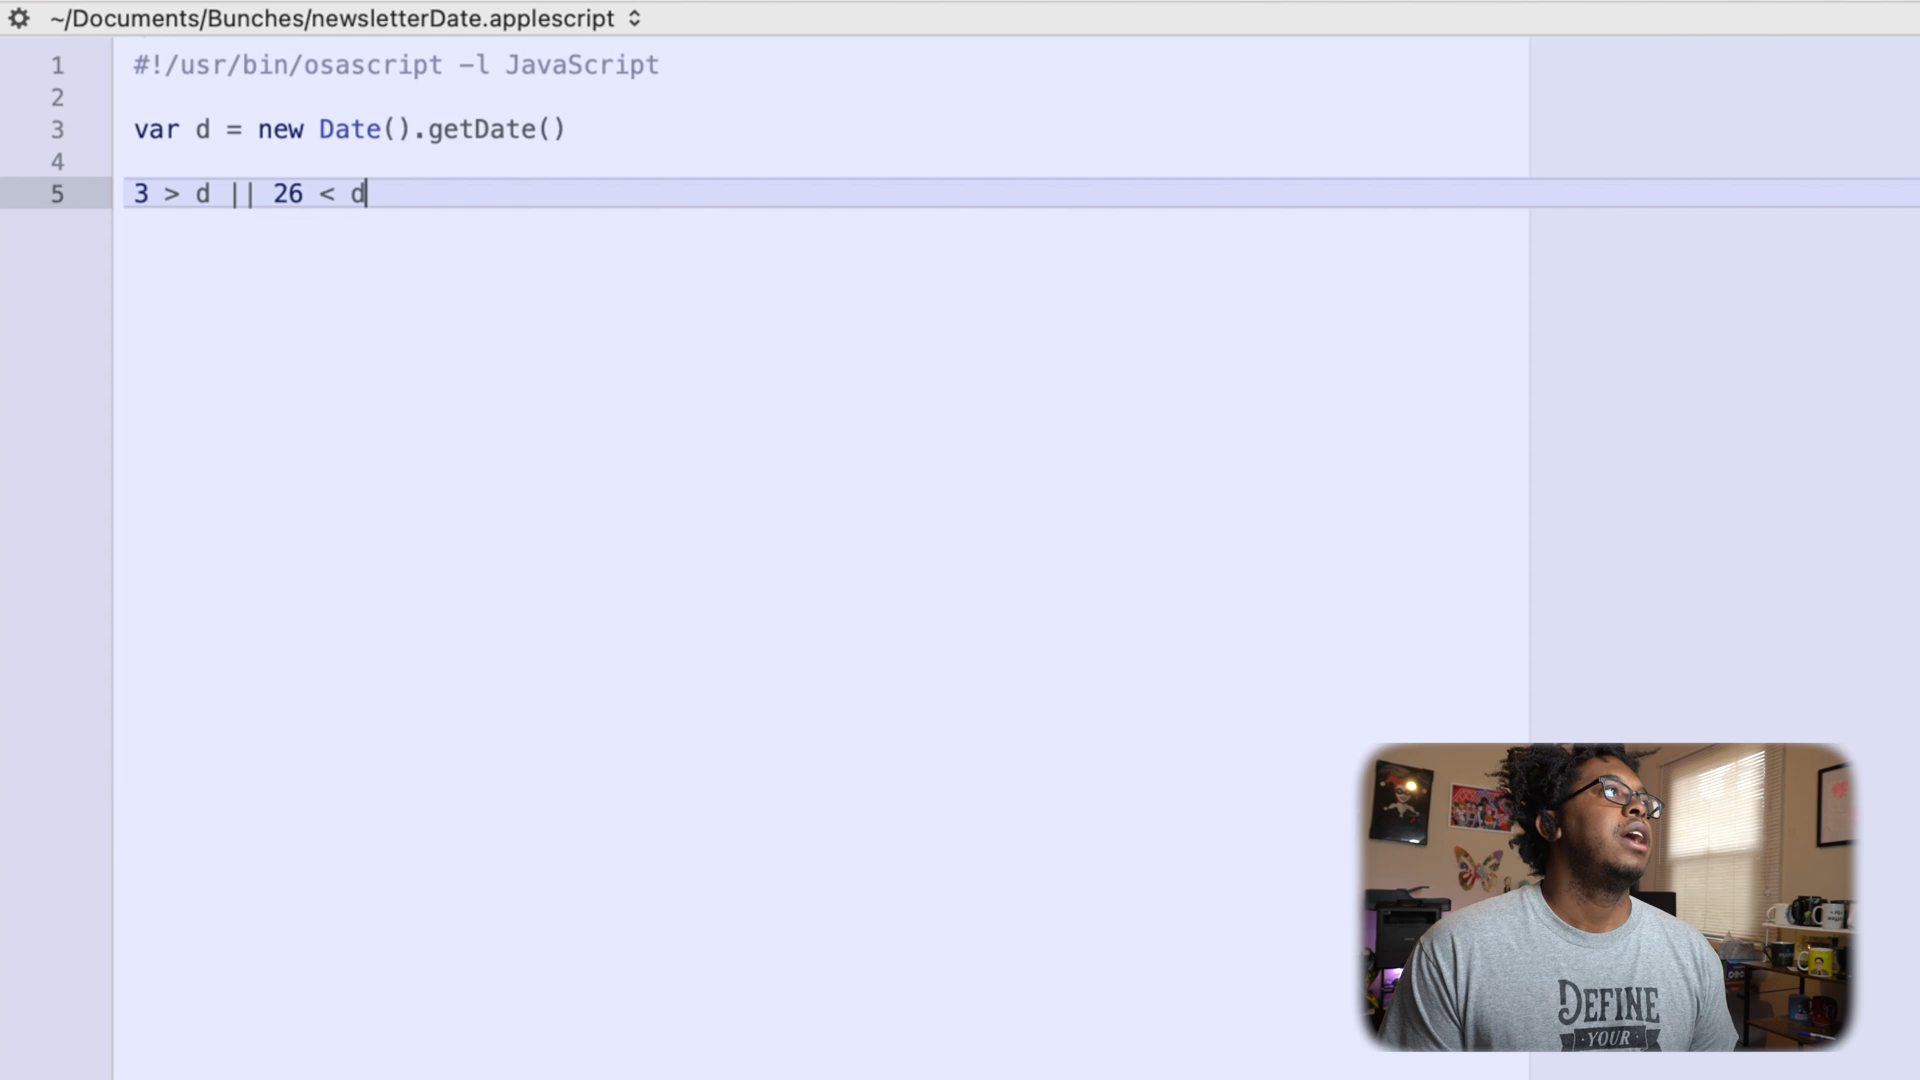 ~/Documents/Bunches/newsletterDate.applescript
1 #!/usr/bin/osascript -l JavaScript
2
3 var d = new Date().getDate()
4
5 3 > d || 26 < d
DEFINE
YOUR